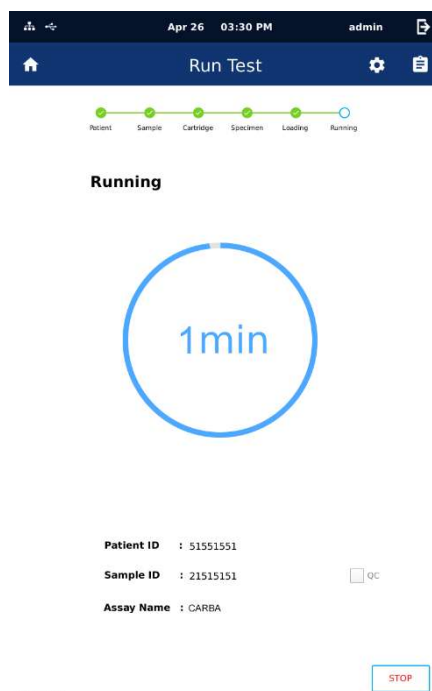 Apr 26 03:30 PM admin
Run Test
Patient Sample Cartridge Specimen Loading Running
Running
1min
Patient ID : 51551551
Sample ID : 21515151 QC
Assay Name : CARBA
STOP